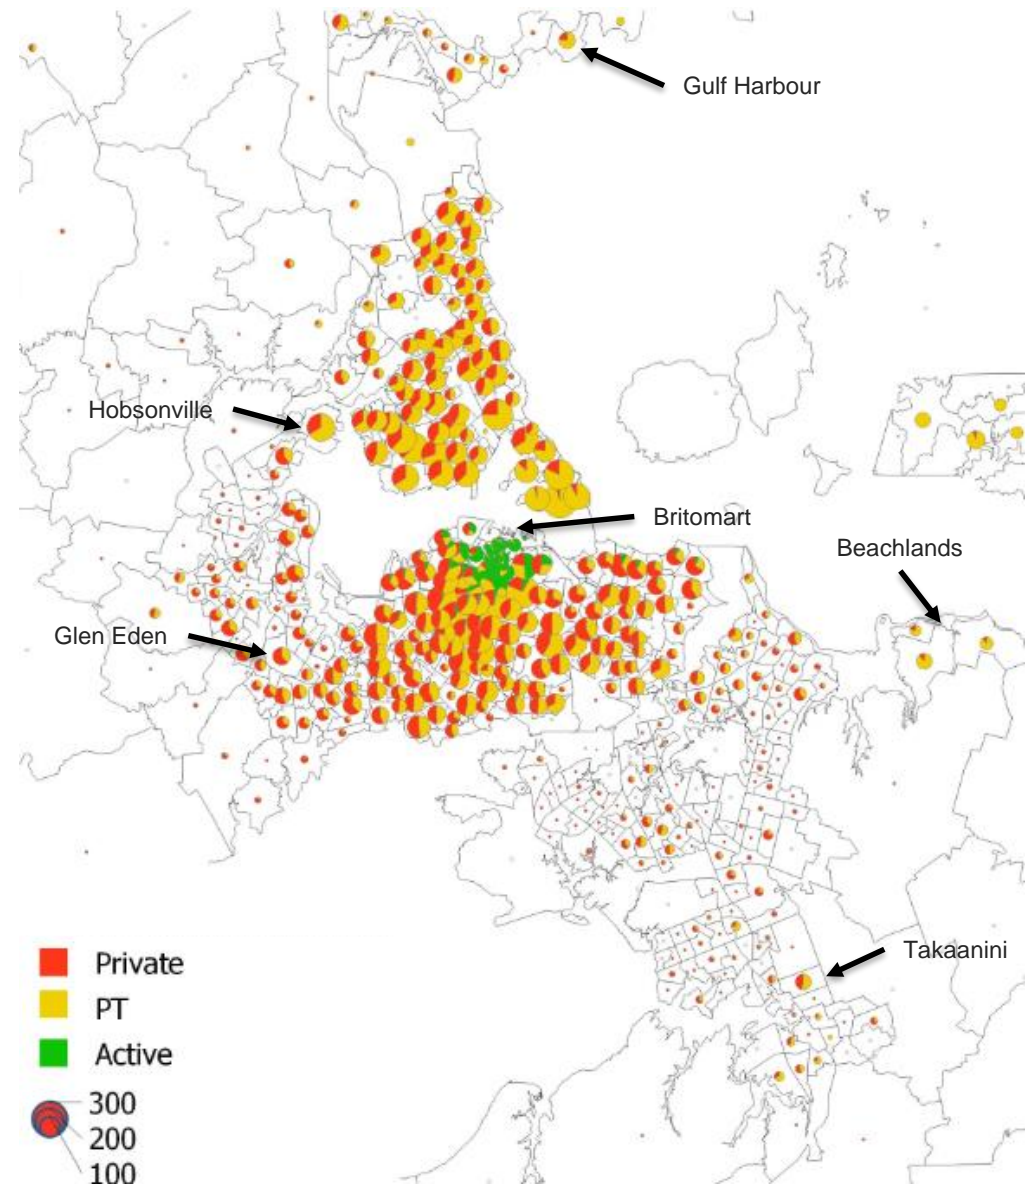 Gulf Harbour
Hobsonville
Britomart
Beachlands
Glen Eden
Takaanini
Private
PT
Active
300
200
100